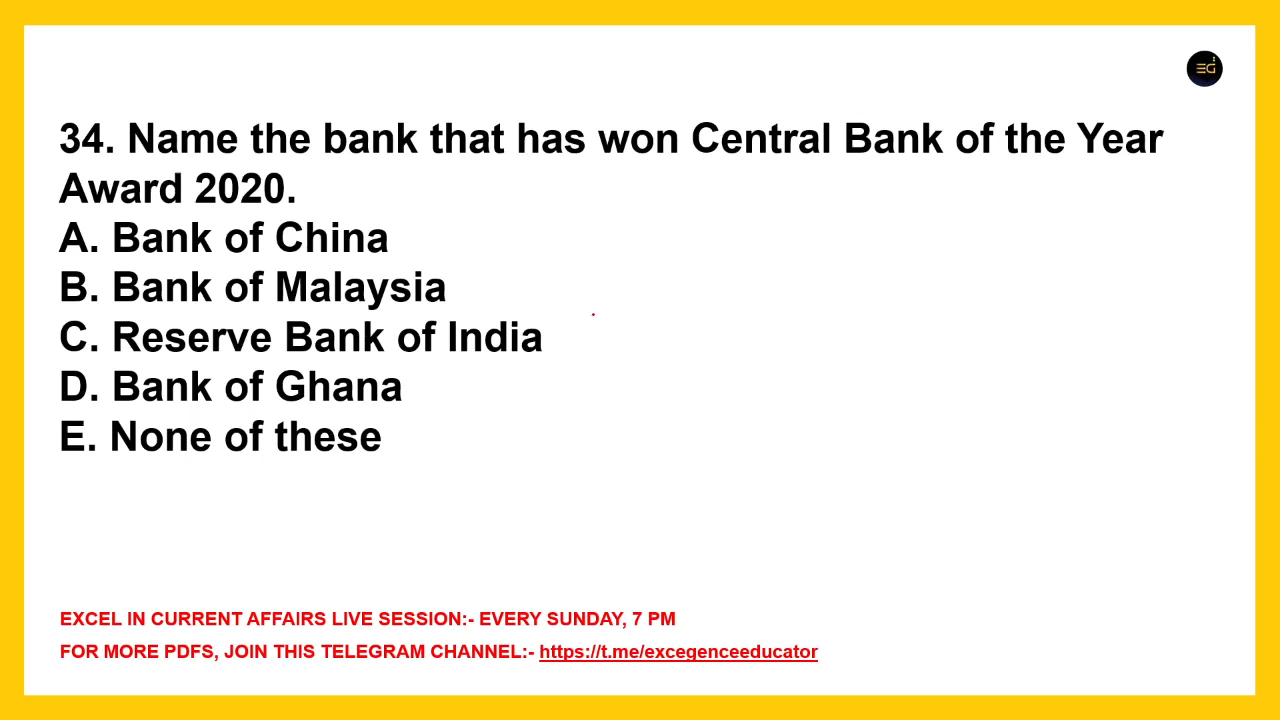 34. Name the bank that has won Central Bank of the Year
Award 2020.
A. Bank of China
B. Bank of Malaysia
C. Reserve Bank of India
D. Bank of Ghana
E. None of these
EXCEL IN CURRENT AFFAIRS LIVE SESSION:- EVERY SUNDAY, 7 PM
FOR MORE PDFS, JOIN THIS TELEGRAM CHANNEL:- https://t.me/excegenceeducator